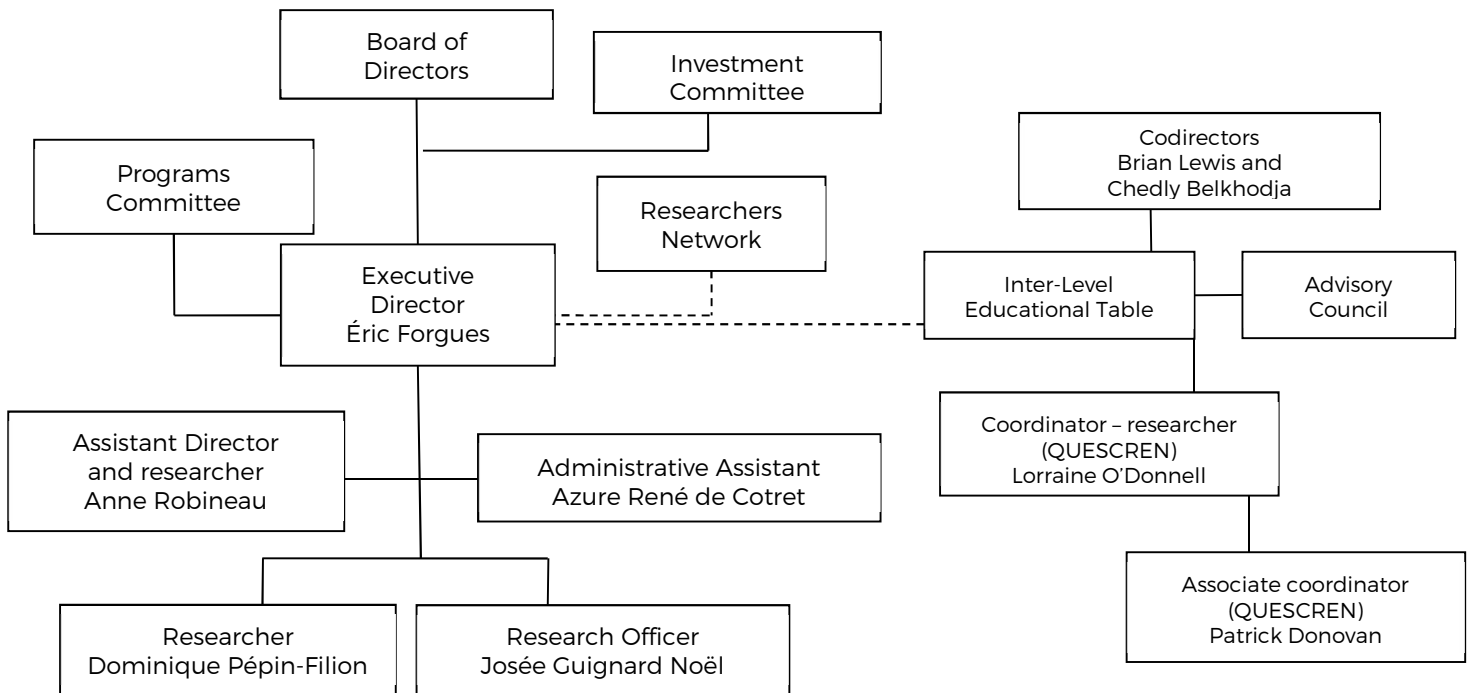 Board of
Directors
Investment
Committee
Codirectors
Brian Lewis and
Chedly Belkhodja
Programs
Committee
Researchers
Network
Executive
Director
Éric Forgues
Inter-Level
Educational Table
Advisory
Council
Assistant Director
and researcher
Anne Robineau
Administrative Assistant
Azure René de Cotret
Coordinator – researcher
(QUESCREN)
Lorraine O’Donnell
Associate coordinator
(QUESCREN)
Patrick Donovan
Researcher
Dominique Pépin-Filion
Research Officer
Josée Guignard Noël